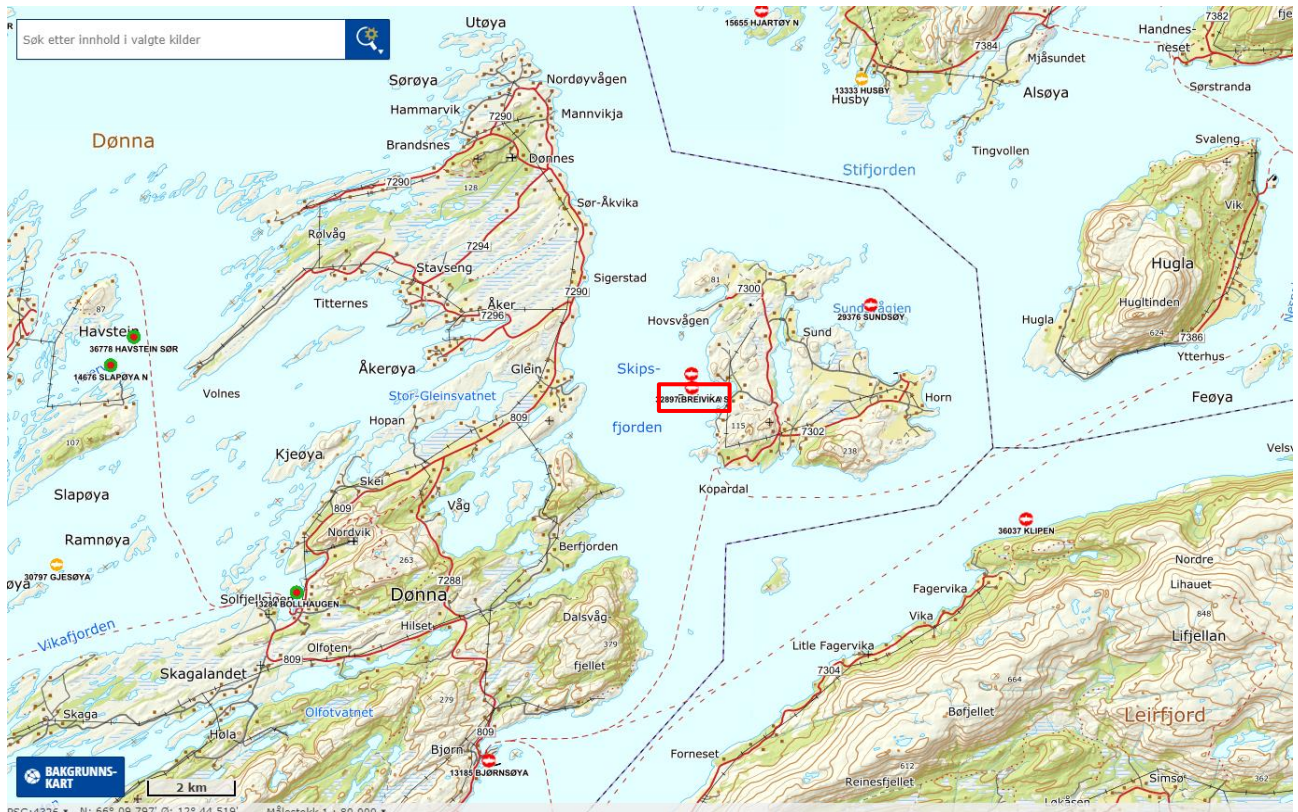 Søk etter innhold i valgte kilder
Utøya
15655 HJARTØY N
7382
Handnes-
neset
7384
Mjåsundet
Sørøya
Nordøyvågen
13333 HUSBY
Husby
Alsøya
Sørstranda
Hammarvik
7290
Mannvikja
Dønna
Brandsnes
Dønnes
Tingvollen
Svaleng
Stifjorden
7290
128
Sør-Åkvika
Vik
Rølvåg
7294
Stavseng
Sigerstad
81
7300
Hugla
87
Titternes
Åker
7290
7296
Hovsvågen
29376 SUNDSØY
Sund
Hugltinden
624
Hugla
7386
Havstein
36778 HAVSTEIN SØR
Ytterhus
14676 SLAPØYA N
Åkerøya
Glein
Skips-
Volnes
Stor-Gleinsvatnet
32897 BREIVIKA S
Horn
Feøya
Hopan
809
fjorden
115
7302
107
Kjeøya
238
Velsv
Slapøya
Skei
Kopardal
809
Våg
36037 KLIPEN
Ramnøya
Nordvik
263
Berfjorden
Nordre
Lihauet
30797 GJESØYA
7288
Fagervika
848
13284 BOLLHAUGEN
Dønna
Dalsvåg
Vika
Vikafjorden
Hilset
379
Lifjellan
Olfoten
809
fjellet
Litle Fagervika
Skagalandet
7304
664
279
Bøfjellet
Leirfjord
Skaga
Olfotvatnet
Høla
809
Bjørn
Forneset
13185 BJØRNSØYA
612
Reinesfjellet
Simsø
362
BAKGRUNNS-
KART
2 km
Løkåsen